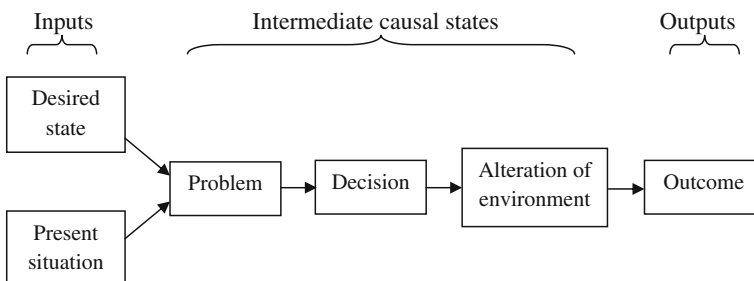 Inputs
Intermediate causal states
Outputs
Desired
state
Problem
Decision
Alteration of
environment
Outcome
Present
situation